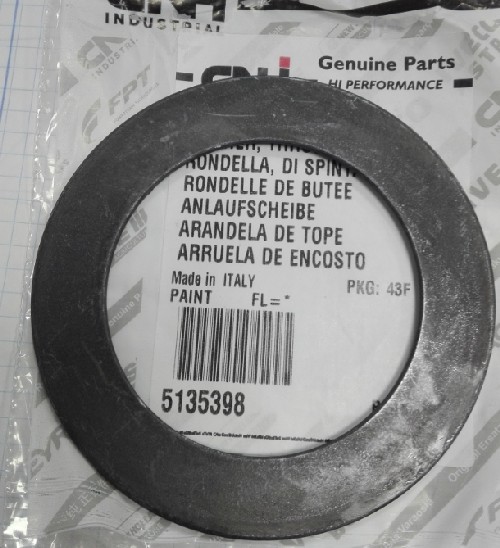 INDUSTRIAL
CNH
Genuine Parts
HI PERFORMANCE
RONDELLA, DI SPINTA
RONDELLE DE BUTEE
ANLAUFSCHEIBE
ARANDELA DE TOPE
ARRUELA DE ENCOSTO
Made in ITALY
PKG: 43F
PAINT FL=*
5135398
FPT